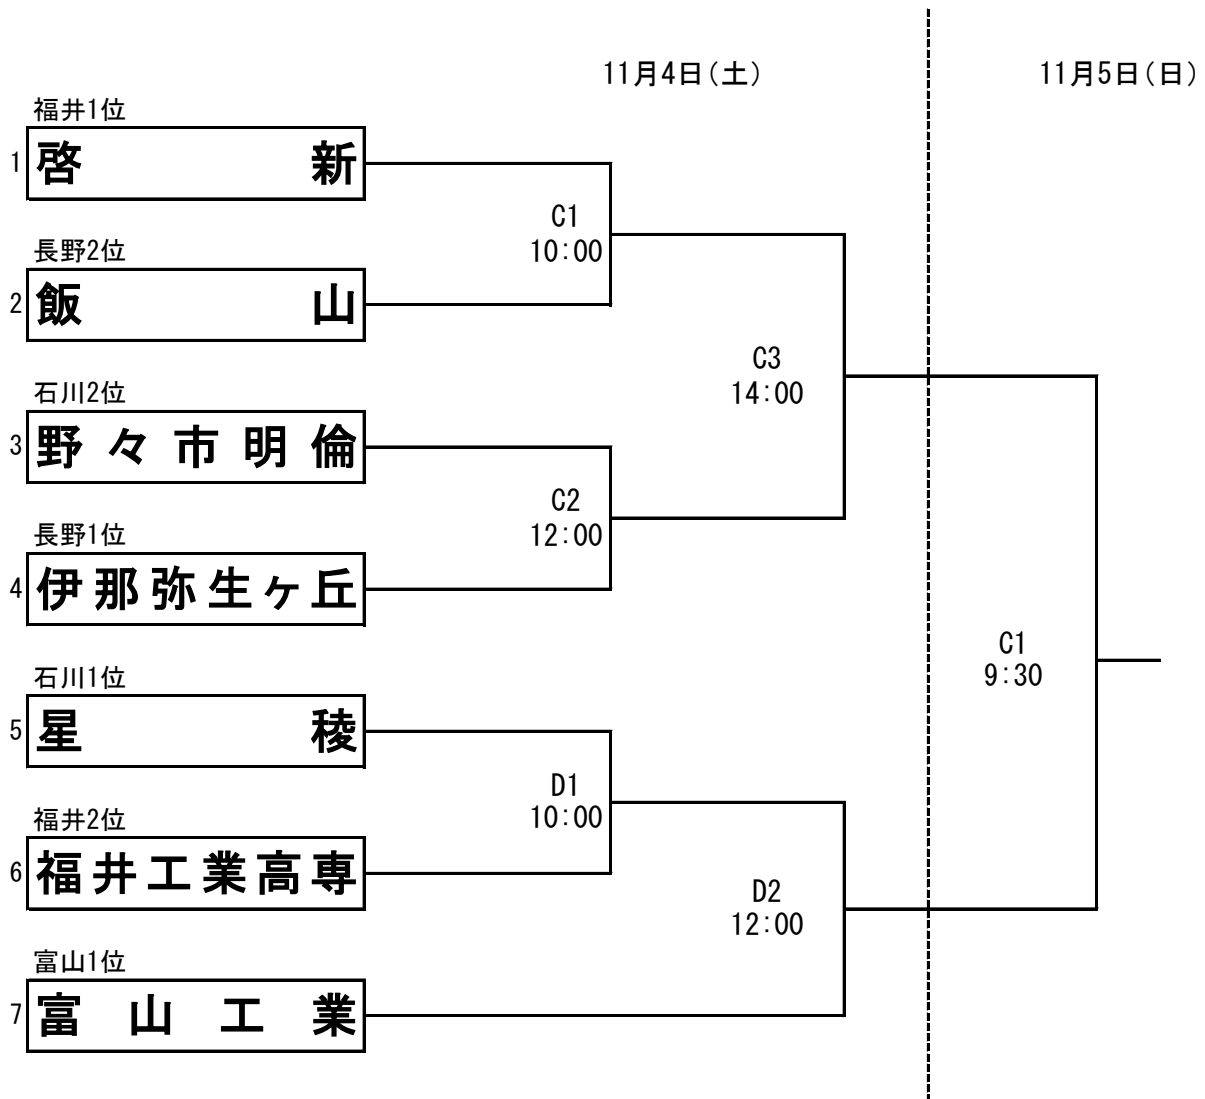 11月4日(土)
11月5日(日)
福井1位
1 啓新
C1
10:00
長野2位
2 飯山
C3
14:00
石川2位
3 野々市明倫
C2
12:00
長野1位
4 伊那弥生ヶ丘
C1
9:30
石川1位
5 星稜
D1
10:00
福井2位
6 福井工業高専
D2
12:00
富山1位
7 富山工業